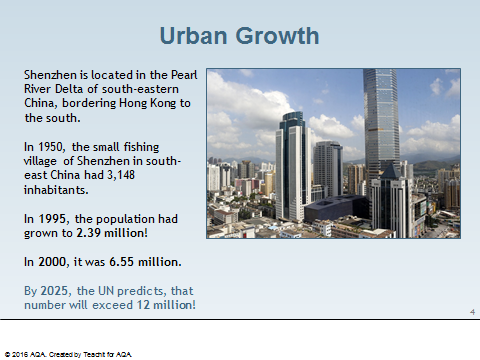 Urban Growth
Shenzhen is located in the Pearl
River Delta of south-eastern
China, bordering Hong Kong to
the south.
In 1950, the small fishing
village of Shenzhen in south-
east China had 3,148
inhabitants.
In 1995, the population had
grown to 2.39 million!
In 2000, it was 6.55 million.
By 2025, the UN predicts, that
number will exceed 12 million!
4
© 2016 AQA. Created by Teachit for AQA.